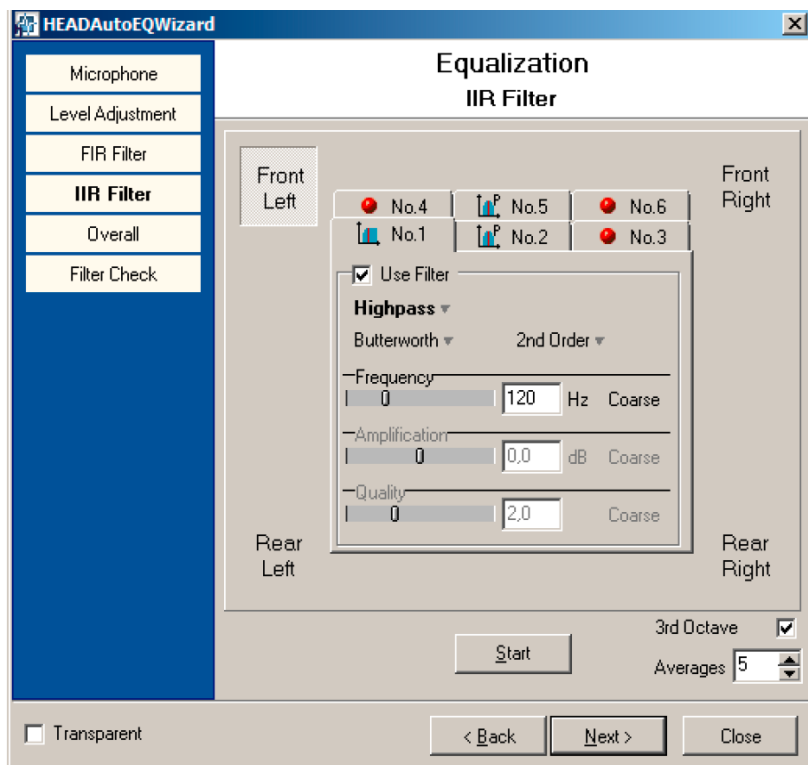 HEADAutoEQWizard
Microphone
Level Adjustment
FIR Filter
IIR Filter
Overall
Filter Check
Equalization
IIR Filter
Front
Left
Front
Right
No.4
P No.5
No.6
No.1
P No.2
No.3
Use Filter
Highpass
Butterworth 2nd Order
Frequency
120 Hz Coarse
Amplification
0,0 dB Coarse
Quality
2,0 Coarse
Rear
Left
Rear
Right
Start
3rd Octave
Averages 5
Transparent
< Back
Next >
Close